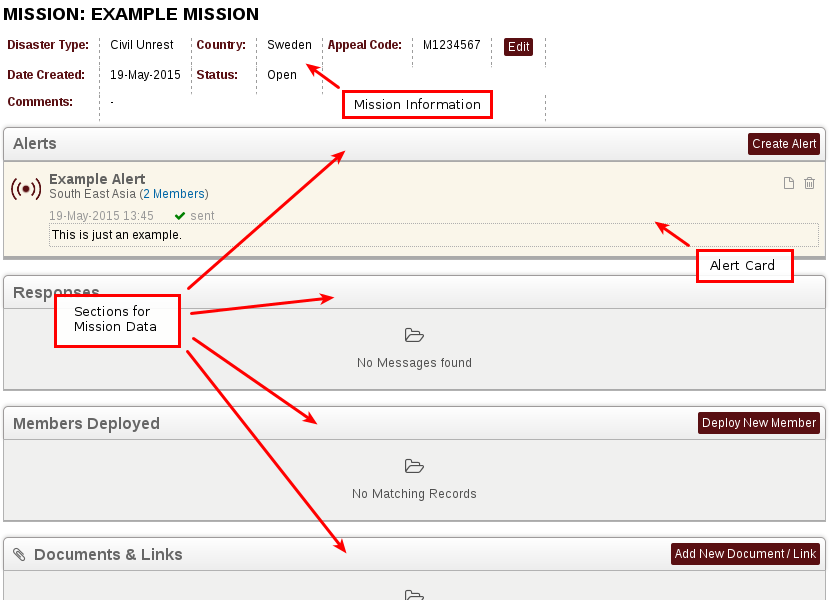 MISSION: EXAMPLE MISSION
Disaster Type: Civil Unrest Country: Sweden Appeal Code: M1234567 Edit
Date Created: 19-May-2015 Status: Open
Comments: -
Mission Information
Alerts Create Alert
Example Alert
South East Asia (2 Members)
19-May-2015 13:45 sent
This is just an example.
Alert Card
Responses
Sections for
Mission Data
No Messages found
Members Deployed Deploy New Member
No Matching Records
Documents & Links Add New Document / Link